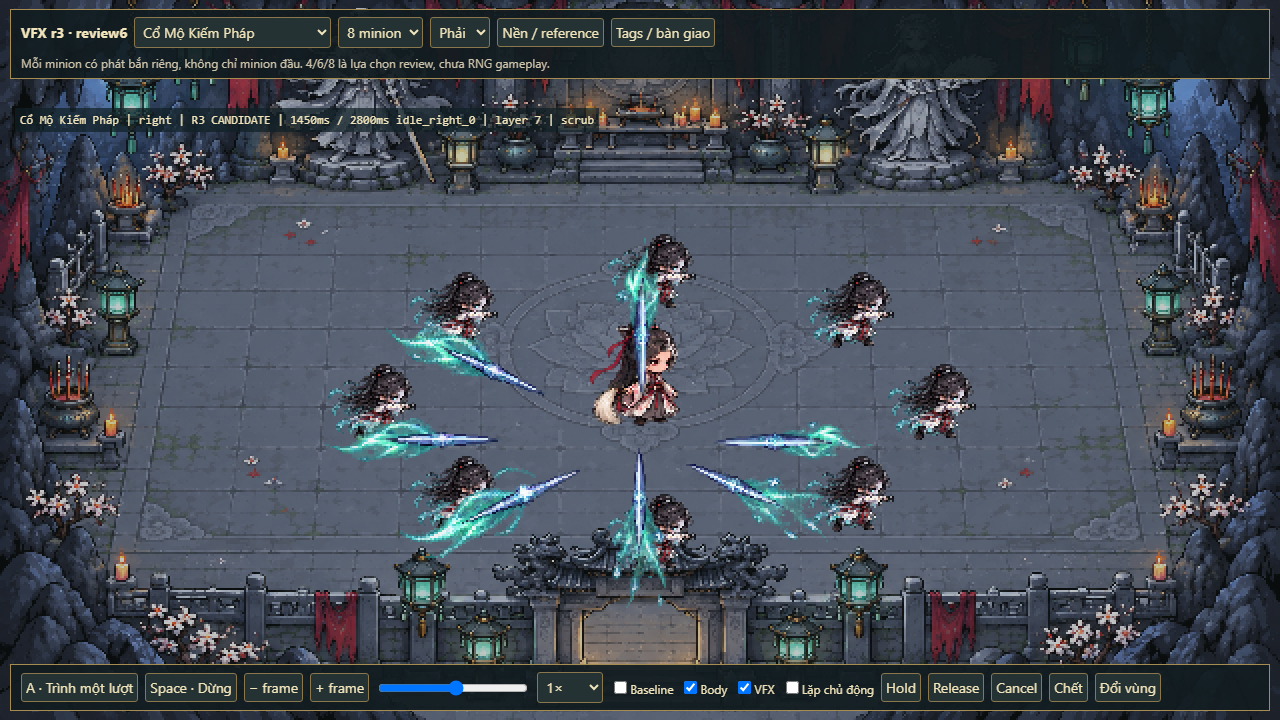 VFX r3 · review6 Cổ Mộ Kiếm Pháp 8 minion Phải Nền / reference Tags / bàn giao
Mỗi minion có phát bắn riêng, không chỉ minion đầu. 4/6/8 là lựa chọn review, chưa RNG gameplay.
Cổ Mộ Kiếm Pháp | right | R3 CANDIDATE | 1450ms / 2800ms idle_right_0 | layer 7 | scrub
A · Trình một lượt Space · Dừng − frame + frame 1× Baseline Body VFX Lặp chủ động Hold Release Cancel Chết Đổi vùng